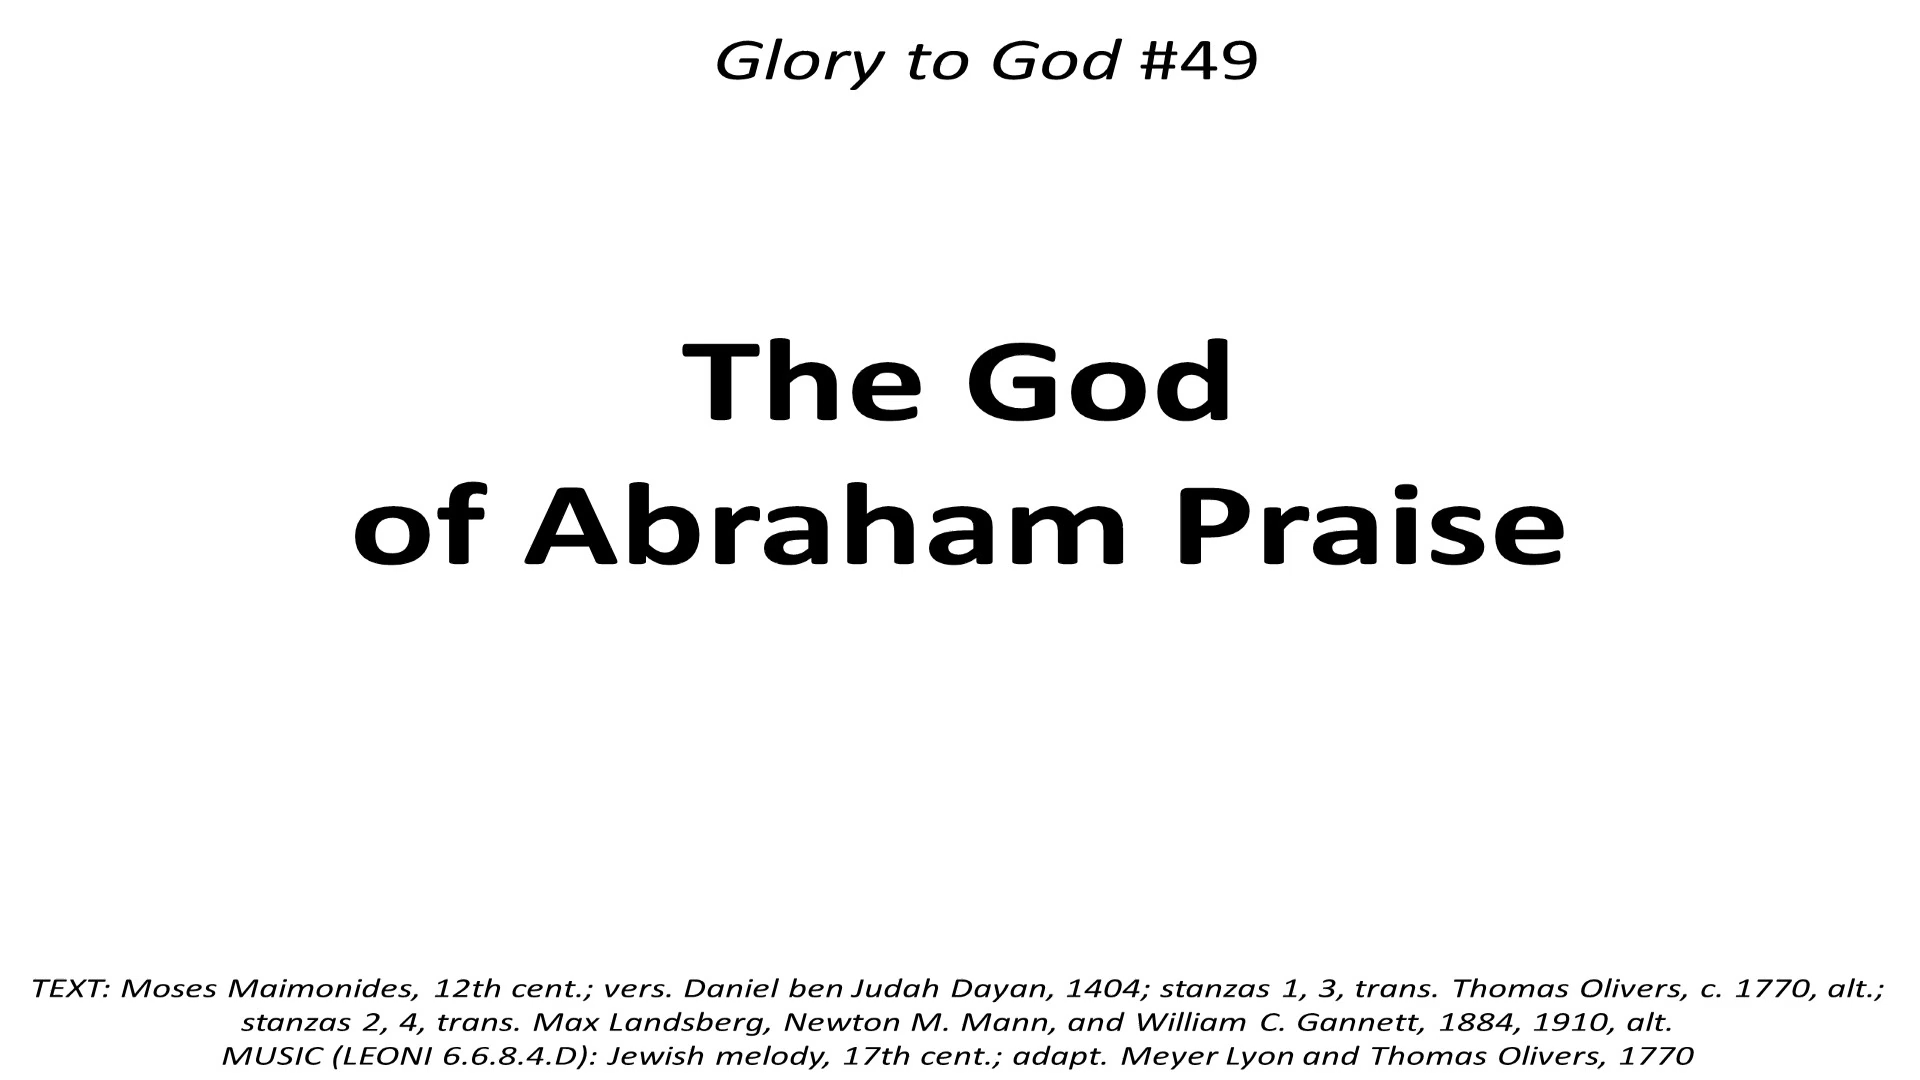 Glory to God #49
The God
of Abraham Praise
TEXT: Moses Maimonides, 12th cent.; vers. Daniel ben Judah Dayan, 1404; stanzas 1, 3, trans. Thomas Olivers, c. 1770, alt.;
stanzas 2, 4, trans. Max Landsberg, Newton M. Mann, and William C. Gannett, 1884, 1910, alt.
MUSIC (LEONI 6.6.8.4.D): Jewish melody, 17th cent.; adapt. Meyer Lyon and Thomas Olivers, 1770